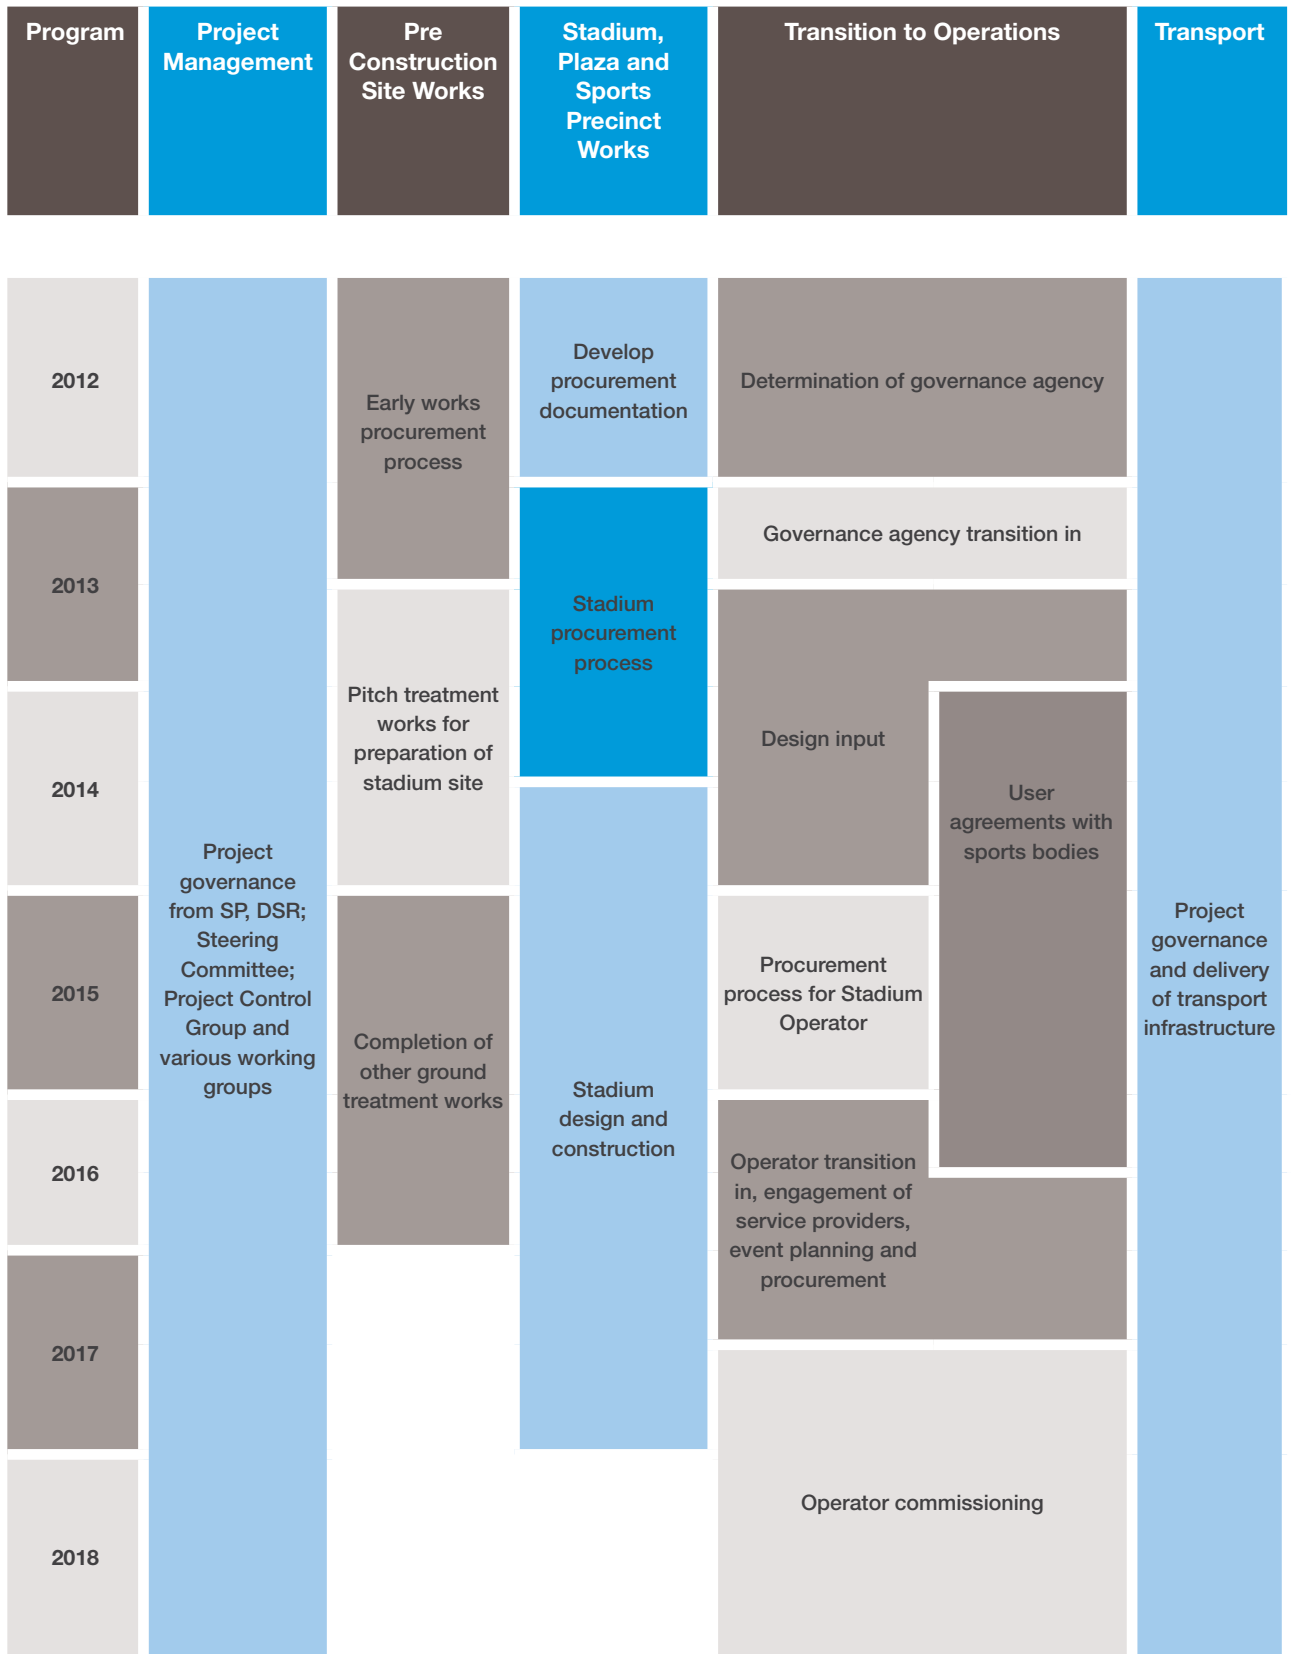 Program
Project
Management
Pre
Construction
Site Works
Stadium,
Plaza and
Sports
Precinct
Works
Transition to Operations
Transport
2012
2013
2014
2015
2016
2017
2018
Project
governance
from SP, DSR;
Steering
Committee;
Project Control
Group and
various working
groups
Early works
procurement
process
Pitch treatment
works for
preparation of
stadium site
Completion of
other ground
treatment works
Develop
procurement
documentation
Stadium
procurement
process
Stadium
design and
construction
Determination of governance agency
Governance agency transition in
Design input
User
agreements with
sports bodies
Procurement
process for Stadium
Operator
Operator transition
in, engagement of
service providers,
event planning and
procurement
Operator commissioning
Project
governance
and delivery
of transport
infrastructure